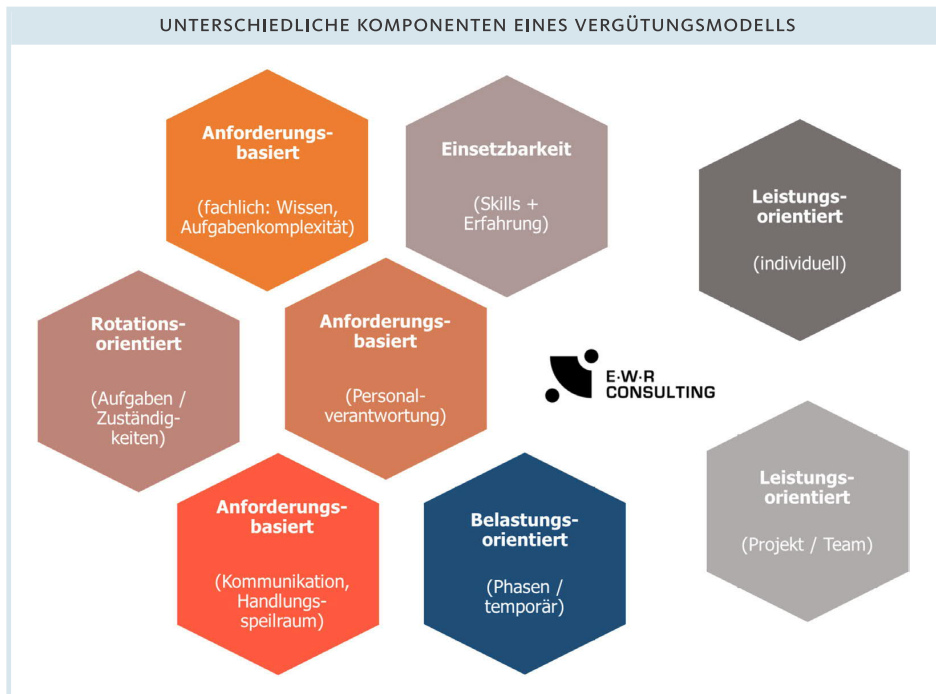 UNTERSCHIEDLICHE KOMPONENTEN EINES VERGÜTUNGSMODELLS
Anforderungs-
basiert
(fachlich: Wissen,
Aufgabenkomplexität)
Einsetzbarkeit
(Skills +
Erfahrung)
Leistungs-
orientiert
(individuell)
Rotations-
orientiert
(Aufgaben /
Zuständig-
keiten)
Anforderungs-
basiert
(Personal-
verantwortung)
E·W·R
CONSULTING
Anforderungs-
basiert
(Kommunikation,
Handlungs-
speilraum)
Belastungs-
orientiert
(Phasen /
temporär)
Leistungs-
orientiert
(Projekt / Team)